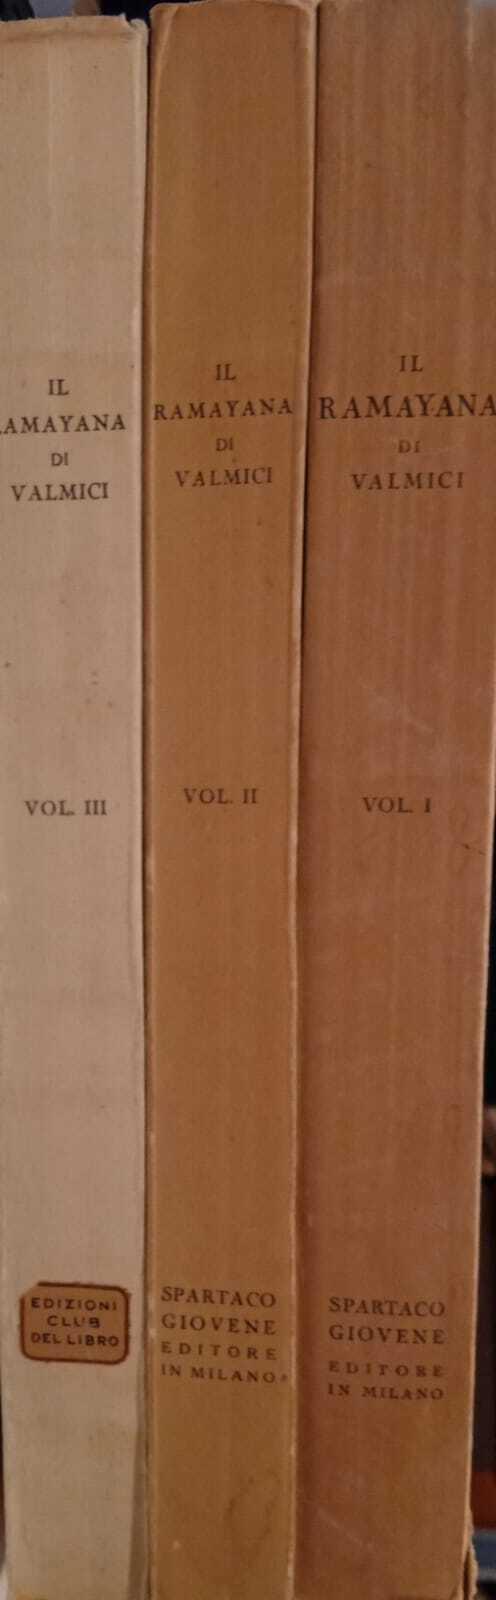 IL
RAMAYANA
DI
VALMICI
VOL. III
EDIZIONI
CLUB
DEL LIBRO
IL
RAMAYANA
DI
VALMICI
VOL. II
SPARTACO
GIOVENE
EDITORE
IN MILANO
IL
RAMAYANA
DI
VALMICI
VOL. I
SPARTACO
GIOVENE
EDITORE
IN MILANO